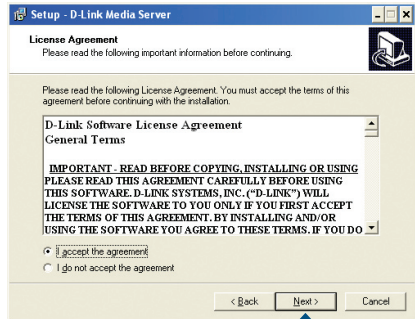 Setup - D-Link Media Server
License Agreement
Please read the following important information before continuing.
Please read the following License Agreement. You must accept the terms of this
agreement before continuing with the installation.
D-Link Software License Agreement
General Terms
IMPORTANT - READ BEFORE COPYING, INSTALLING OR USING
PLEASE READ THIS AGREEMENT CAREFULLY BEFORE USING
THIS SOFTWARE. D-LINK SYSTEMS, INC. ("D-LINK") WILL
LICENSE THE SOFTWARE TO YOU ONLY IF YOU FIRST ACCEPT
THE TERMS OF THIS AGREEMENT. BY INSTALLING AND/OR
USING THE SOFTWARE YOU AGREE TO THESE TERMS. IF YOU DO
I accept the agreement
I do not accept the agreement
< Back Next > Cancel